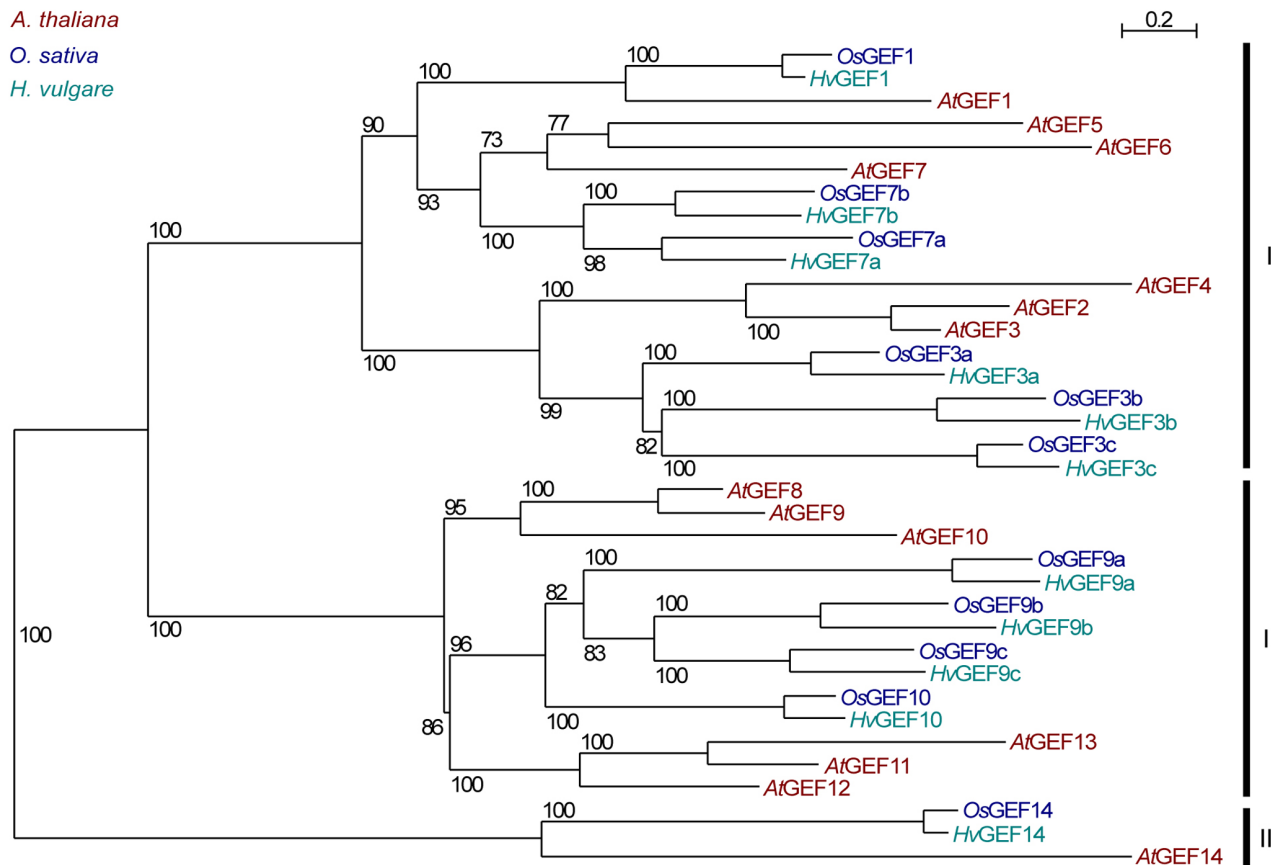 A. thaliana
0.2
O. sativa
100
OsGEF1
100
HvGEF1
H. vulgare
AtGEF1
90
77
AtGEF5
73
AtGEF6
AtGEF7
100
OsGEF7b
93
HvGEF7b
100
100
OsGEF7a
I
98
HvGEF7a
100
AtGEF4
AtGEF2
100
AtGEF3
100
100
OsGEF3a
HvGEF3a
99
100
OsGEF3b
HvGEF3b
82
OsGEF3c
100
HvGEF3c
100
AtGEF8
95
AtGEF9
AtGEF10
100
OsGEF9a
HvGEF9a
82
100
OsGEF9b
100
100
HvGEF9b
I
96
83
OsGEF9c
100
HvGEF9c
OsGEF10
86
100
HvGEF10
100
AtGEF13
AtGEF11
100
AtGEF12
100
OsGEF14
HvGEF14
II
AtGEF14